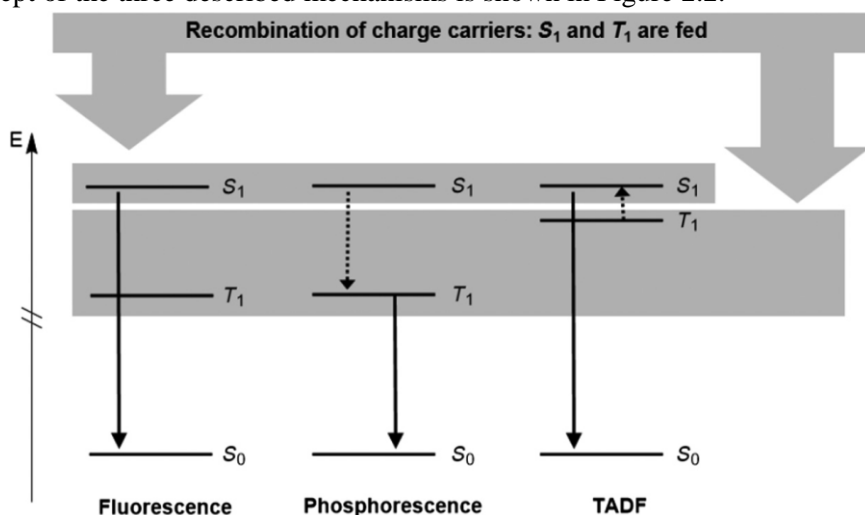 ept of the three described mechanisms is shown in Figure 2.2.
Recombination of charge carriers: S₁ and T₁ are fed
E
S₁ S₁ S₁
T₁
T₁ T₁
S₀ S₀ S₀
Fluorescence Phosphorescence TADF